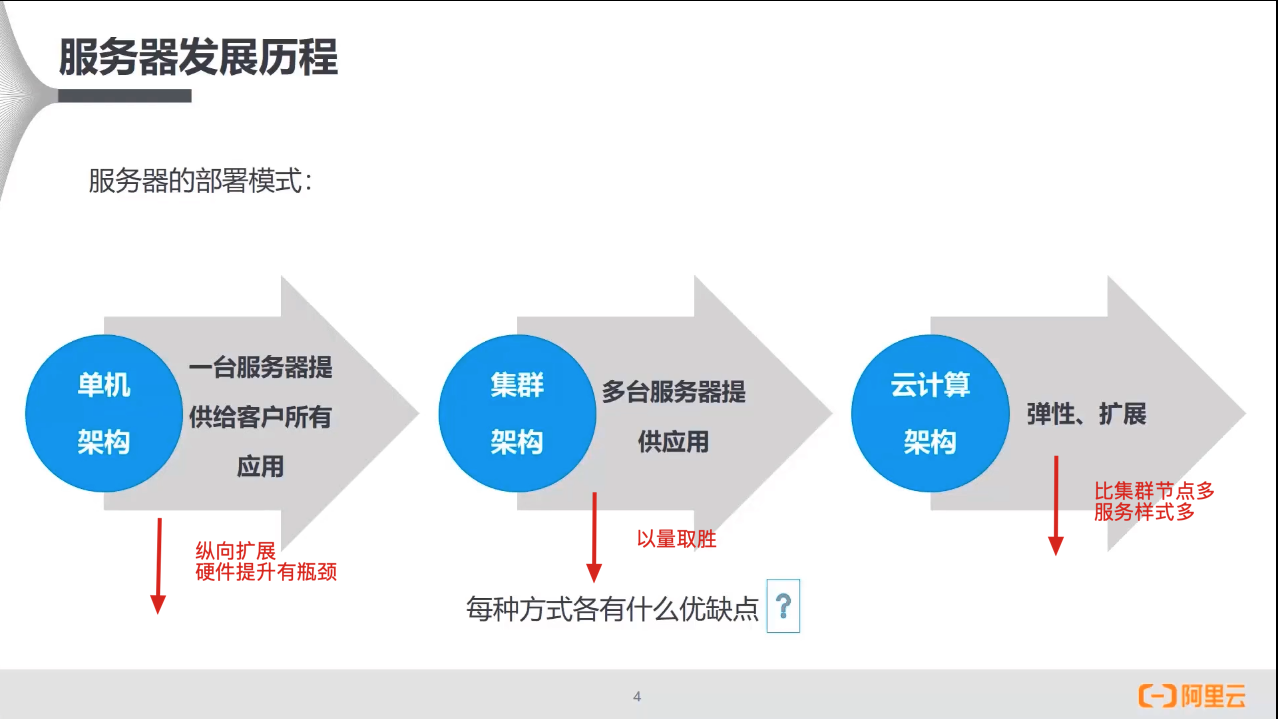 服务器发展历程
服务器的部署模式：
单机
架构
一台服务器提
供给客户所有
应用
集群
架构
多台服务器提
供应用
云计算
架构
弹性、扩展
纵向扩展
硬件提升有瓶颈
以量取胜
比集群节点多
服务样式多
每种方式各有什么优缺点？
4
阿里云